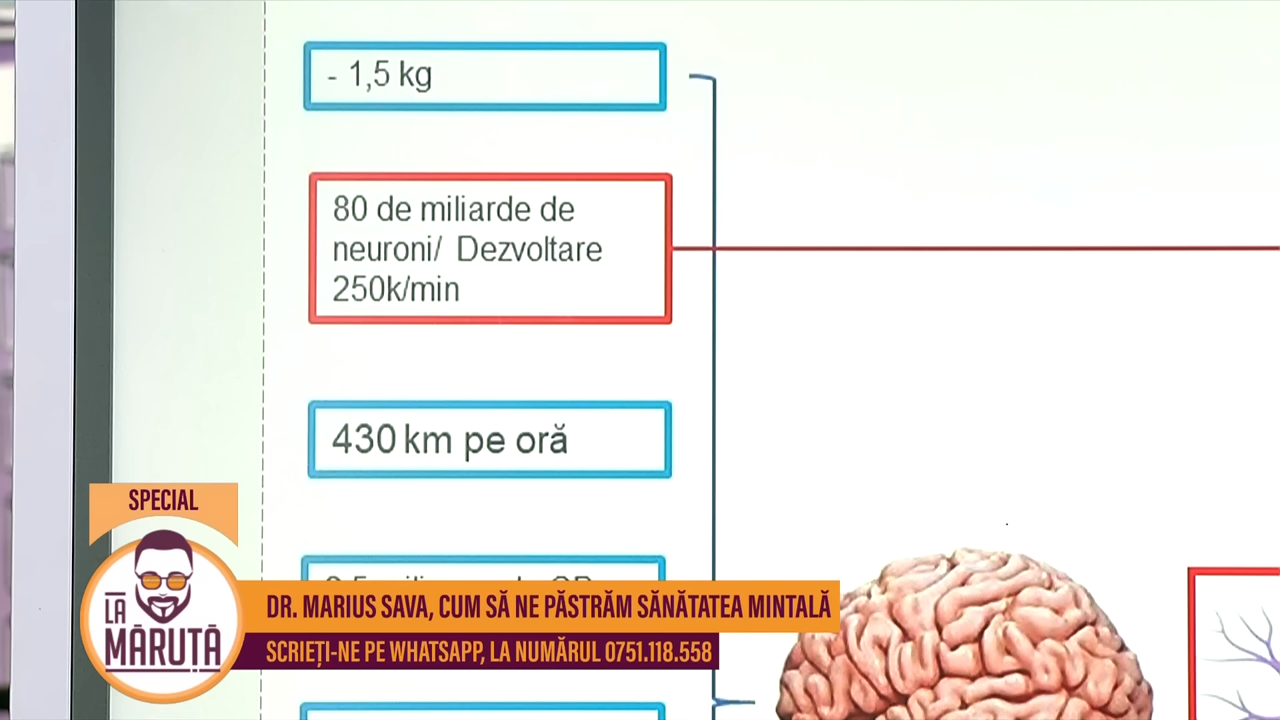 - 1,5 kg
80 de miliarde de
neuroni/ Dezvoltare
250k/min
430 km pe oră
SPECIAL
LA
MĂRUȚĂ
DR. MARIUS SAVA, CUM SĂ NE PĂSTRĂM SĂNĂTATEA MINTALĂ
SCRIEȚI-NE PE WHATSAPP, LA NUMĂRUL 0751.118.558